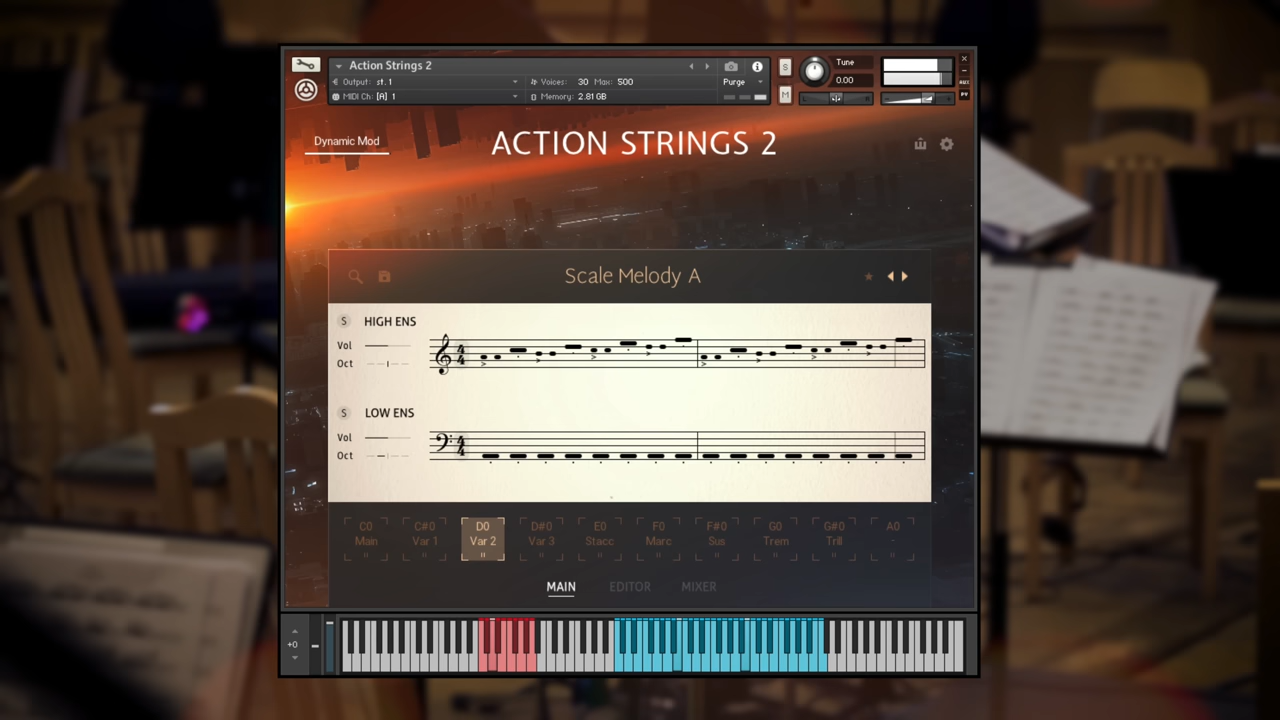 Action Strings 2
Output: st. 1
Voices: 30 Max: 500
Purge
MIDI Ch: [A] 1
Memory: 2.81 GB
S
M
Tune
0.00
AUX
PV
Dynamic Mod
ACTION STRINGS 2
Scale Melody A
S HIGH ENS
Vol
Oct
S LOW ENS
Vol
Oct
C0 C#0 D0 D#0 E0 F0 F#0 G0 G#0 A0
Main Var 1 Var 2 Var 3 Stacc Marc Sus Trem Trill -
MAIN EDITOR MIXER
+0